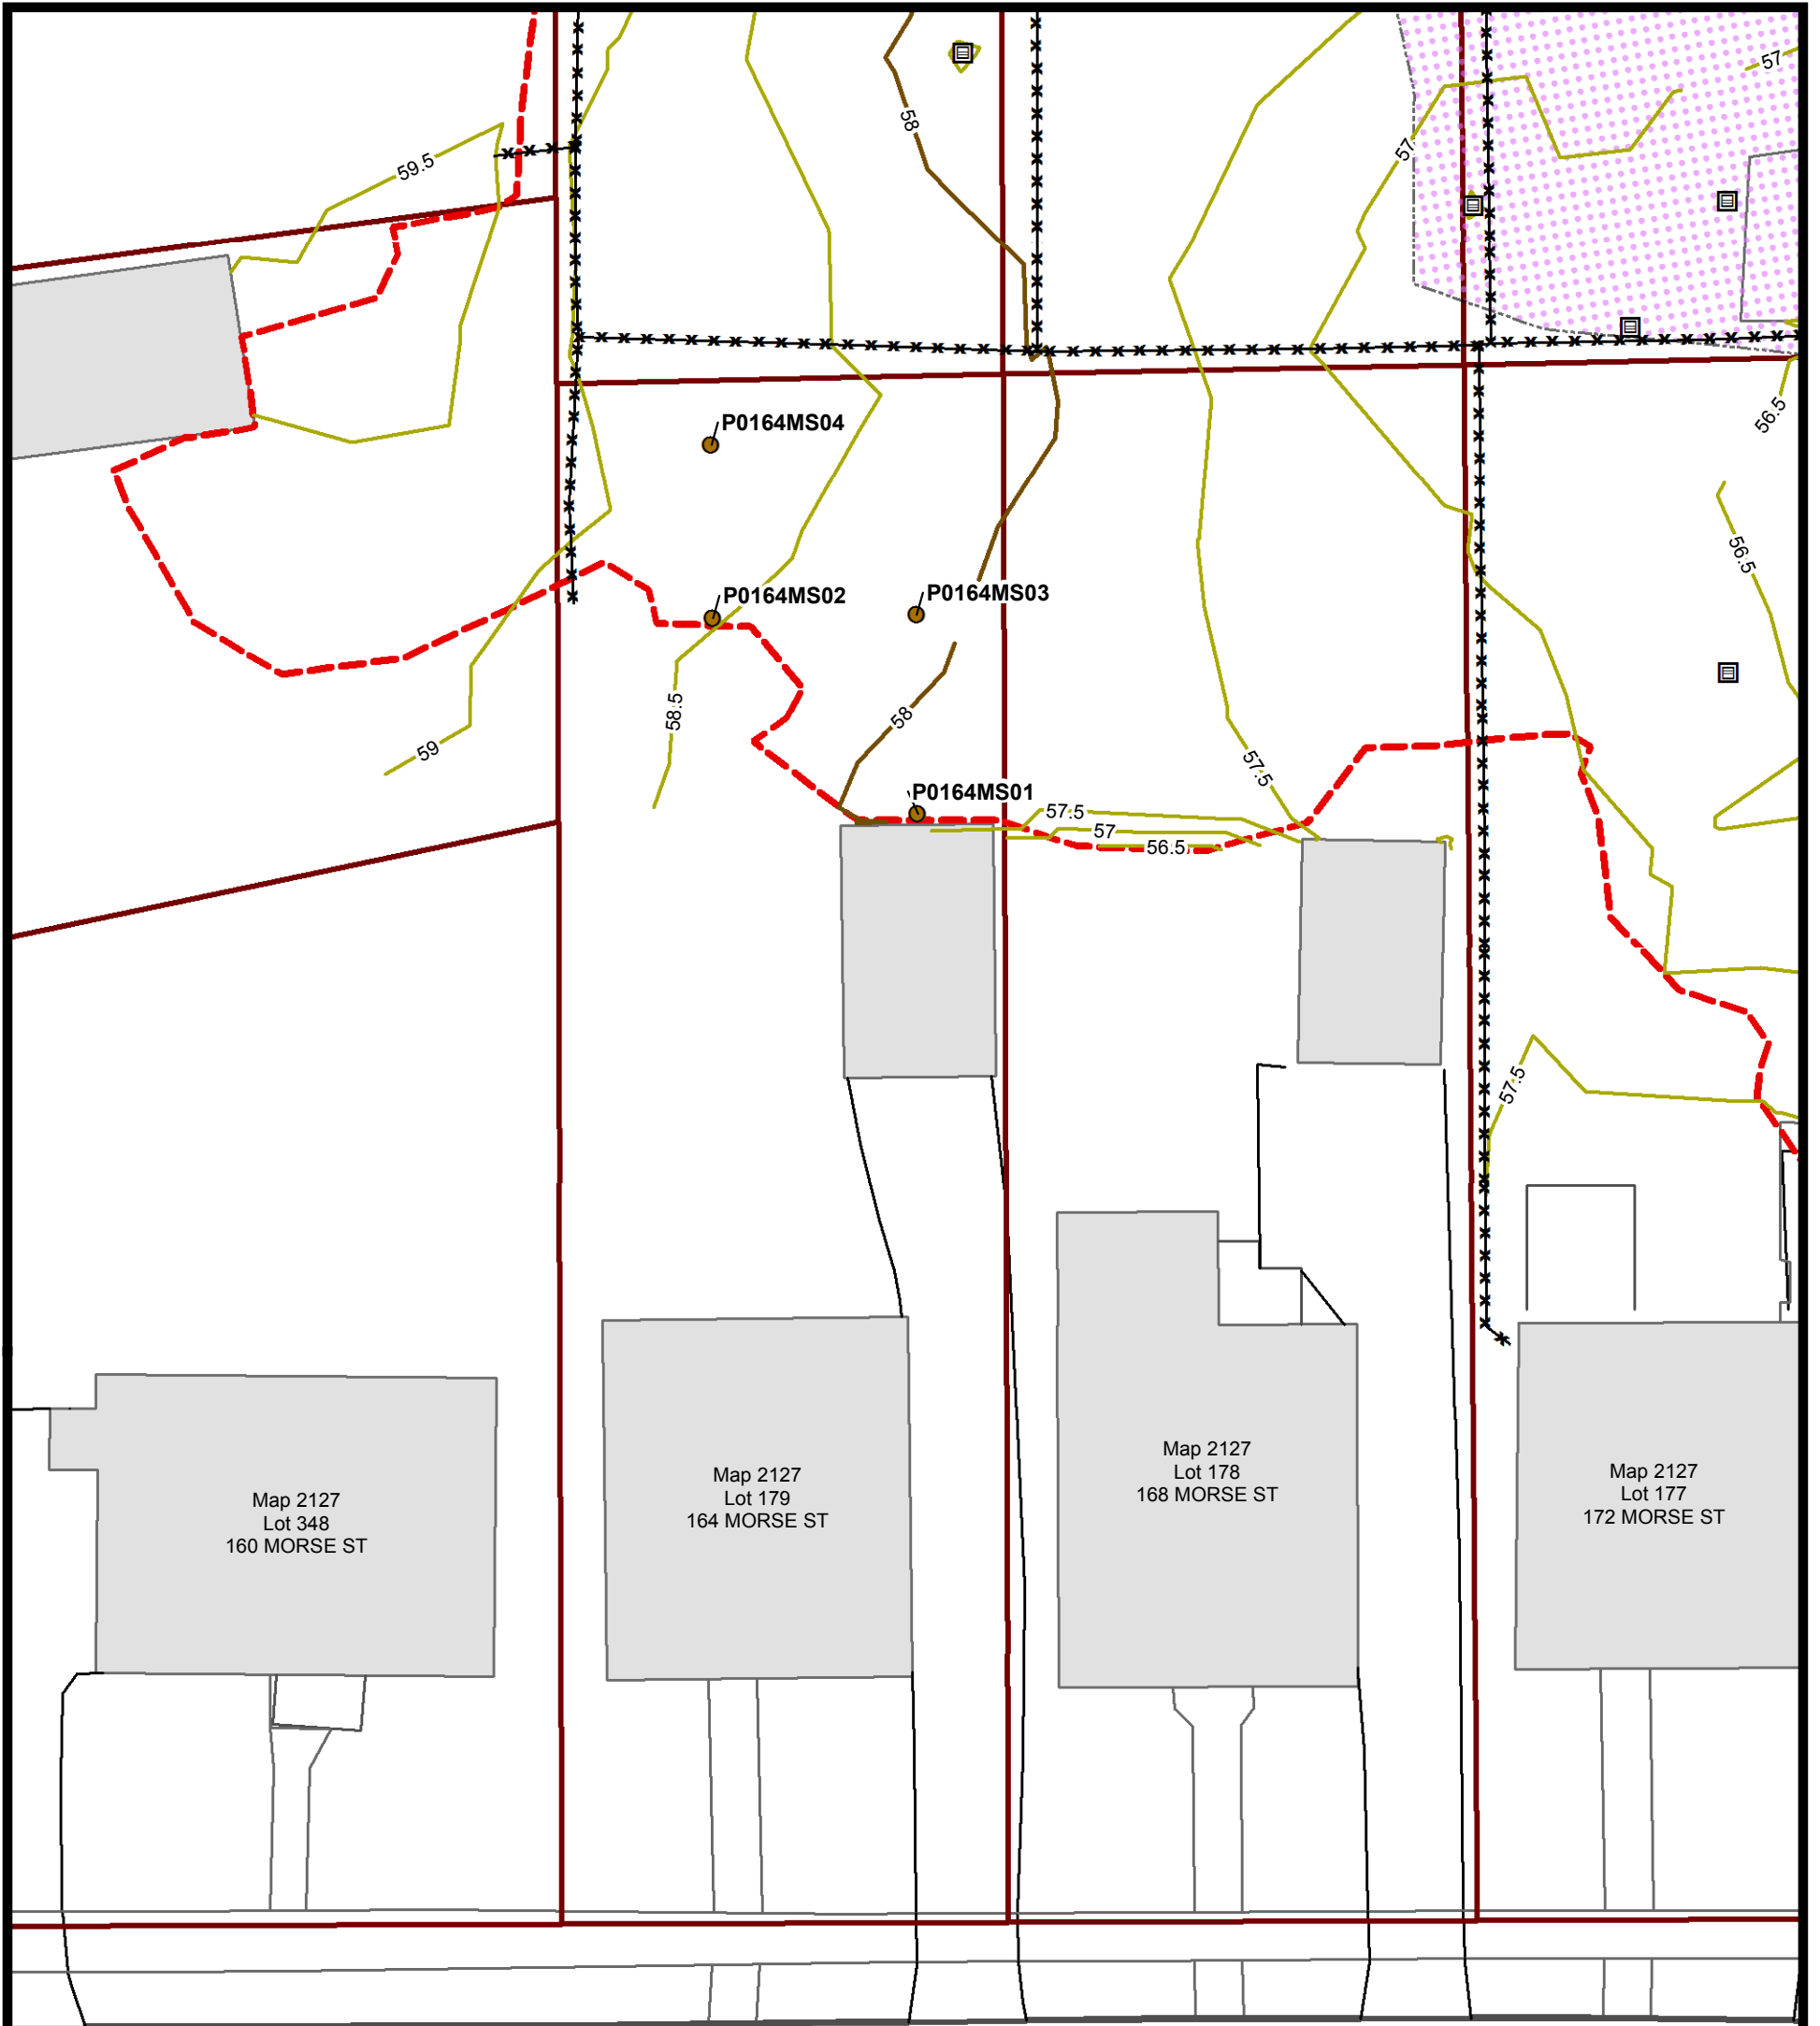 57
58
57
59.5
56.5
P0164MS04
56.5
P0164MS02
P0164MS03
58.5
58
59
57.5
P0164MS01
57.5
57
56.5
57.5
Map 2127
Lot 348
160 MORSE ST
Map 2127
Lot 179
164 MORSE ST
Map 2127
Lot 178
168 MORSE ST
Map 2127
Lot 177
172 MORSE ST